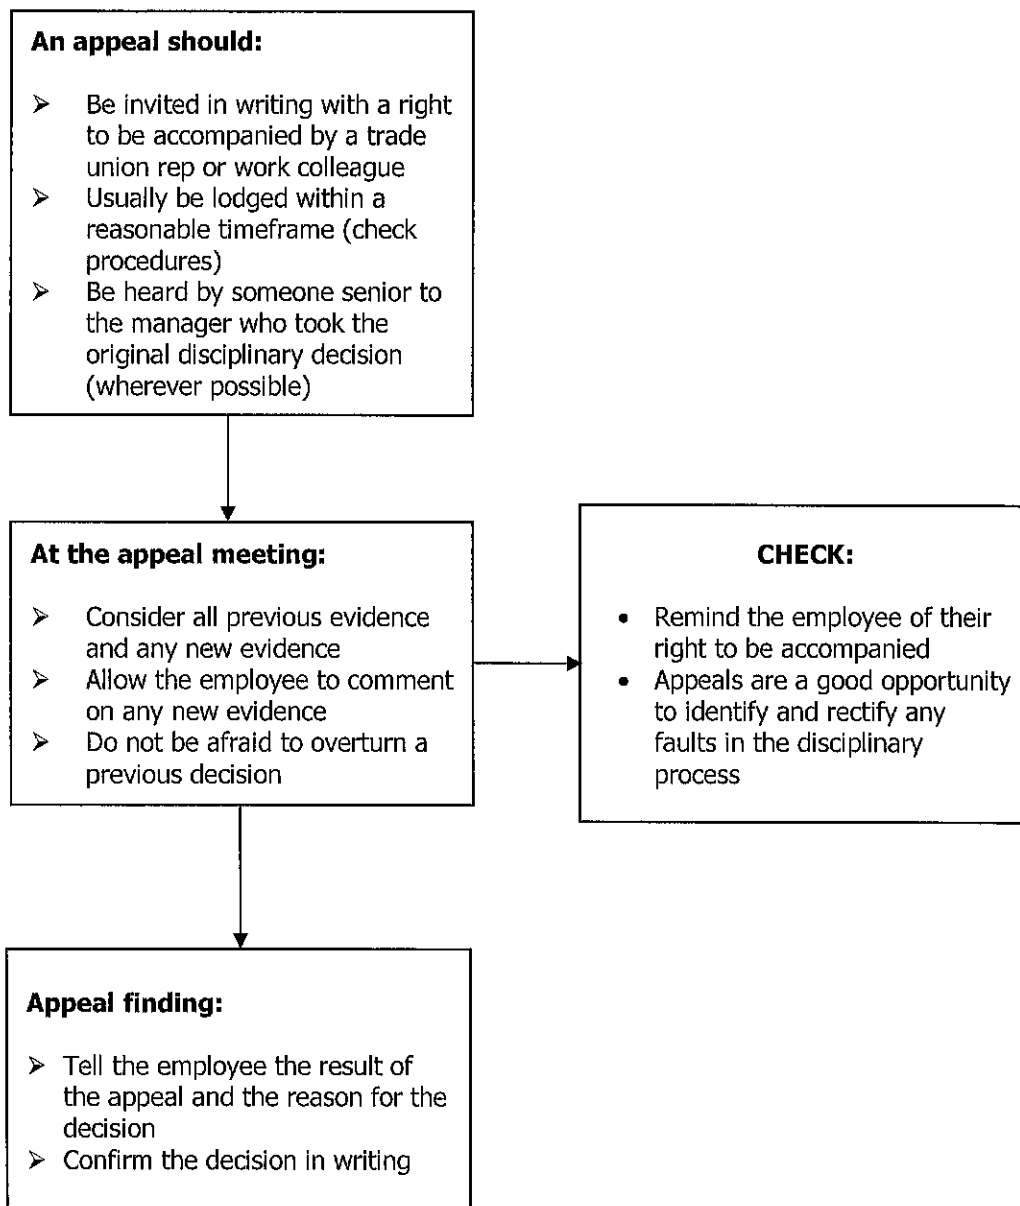 An appeal should:
➢ Be invited in writing with a right
to be accompanied by a trade
union rep or work colleague
➢ Usually be lodged within a
reasonable timeframe (check
procedures)
➢ Be heard by someone senior to
the manager who took the
original disciplinary decision
(wherever possible)
At the appeal meeting:
➢ Consider all previous evidence
and any new evidence
➢ Allow the employee to comment
on any new evidence
➢ Do not be afraid to overturn a
previous decision
CHECK:
• Remind the employee of their
right to be accompanied
• Appeals are a good opportunity
to identify and rectify any
faults in the disciplinary
process
Appeal finding:
➢ Tell the employee the result of
the appeal and the reason for the
decision
➢ Confirm the decision in writing